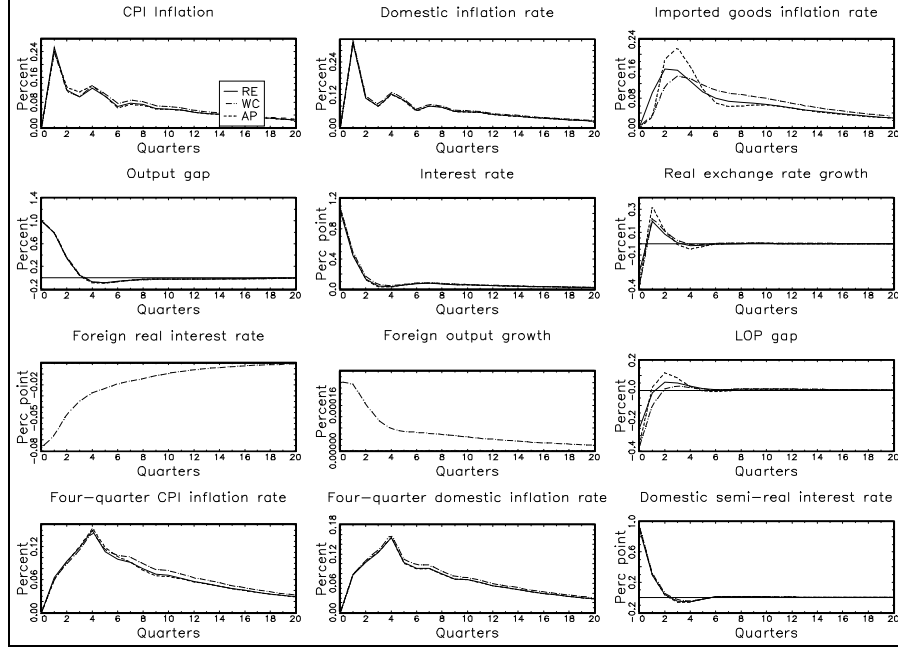 CPI Inflation
Domestic inflation rate
Imported goods inflation rate
Percent
0.00 0.08 0.16 0.24
RE
WC
AP
0 2 4 6 8 10 12 14 16 18 20
Quarters
Percent
0.00 0.08 0.16 0.24
0 2 4 6 8 10 12 14 16 18 20
Quarters
Percent
0.00 0.08 0.16 0.24
0 2 4 6 8 10 12 14 16 18 20
Quarters
Output gap
Interest rate
Real exchange rate growth
Percent
-0.2 0.2 0.6 1.0 1.4
0 2 4 6 8 10 12 14 16 18 20
Quarters
Perc point
0.0 0.4 0.8 1.2
0 2 4 6 8 10 12 14 16 18 20
Quarters
Percent
-0.4 -0.1 0.3
0 2 4 6 8 10 12 14 16 18 20
Quarters
Foreign real interest rate
Foreign output growth
LOP gap
Perc point
-0.08 -0.05 -0.02
0 2 4 6 8 10 12 14 16 18 20
Quarters
Percent
0.00000 0.00016
0 2 4 6 8 10 12 14 16 18 20
Quarters
Percent
-0.4 -0.0 0.2
0 2 4 6 8 10 12 14 16 18 20
Quarters
Four-quarter CPI inflation rate
Four-quarter domestic inflation rate
Domestic semi-real interest rate
Percent
0.00 0.06 0.12
0 2 4 6 8 10 12 14 16 18 20
Quarters
Percent
0.00 0.06 0.12 0.18
0 2 4 6 8 10 12 14 16 18 20
Quarters
Perc point
-0.2 0.2 0.6 1.0
0 2 4 6 8 10 12 14 16 18 20
Quarters